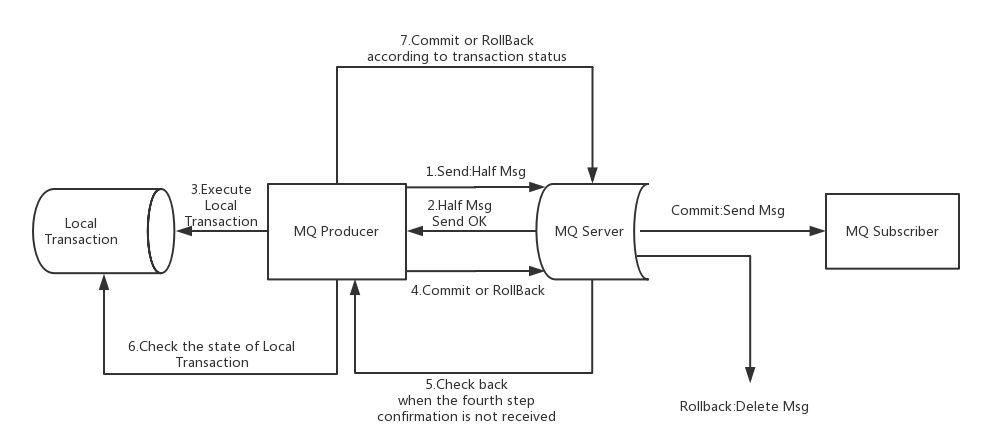 7.Commit or RollBack
according to transaction status
1.Send:Half Msg
3.Execute
Local
Transaction
2.Half Msg
Send OK
Local
Transaction
MQ Producer
MQ Server
Commit:Send Msg
MQ Subscriber
4.Commit or RollBack
6.Check the state of Local
Transaction
5.Check back
when the fourth step
confirmation is not received
Rollback:Delete Msg